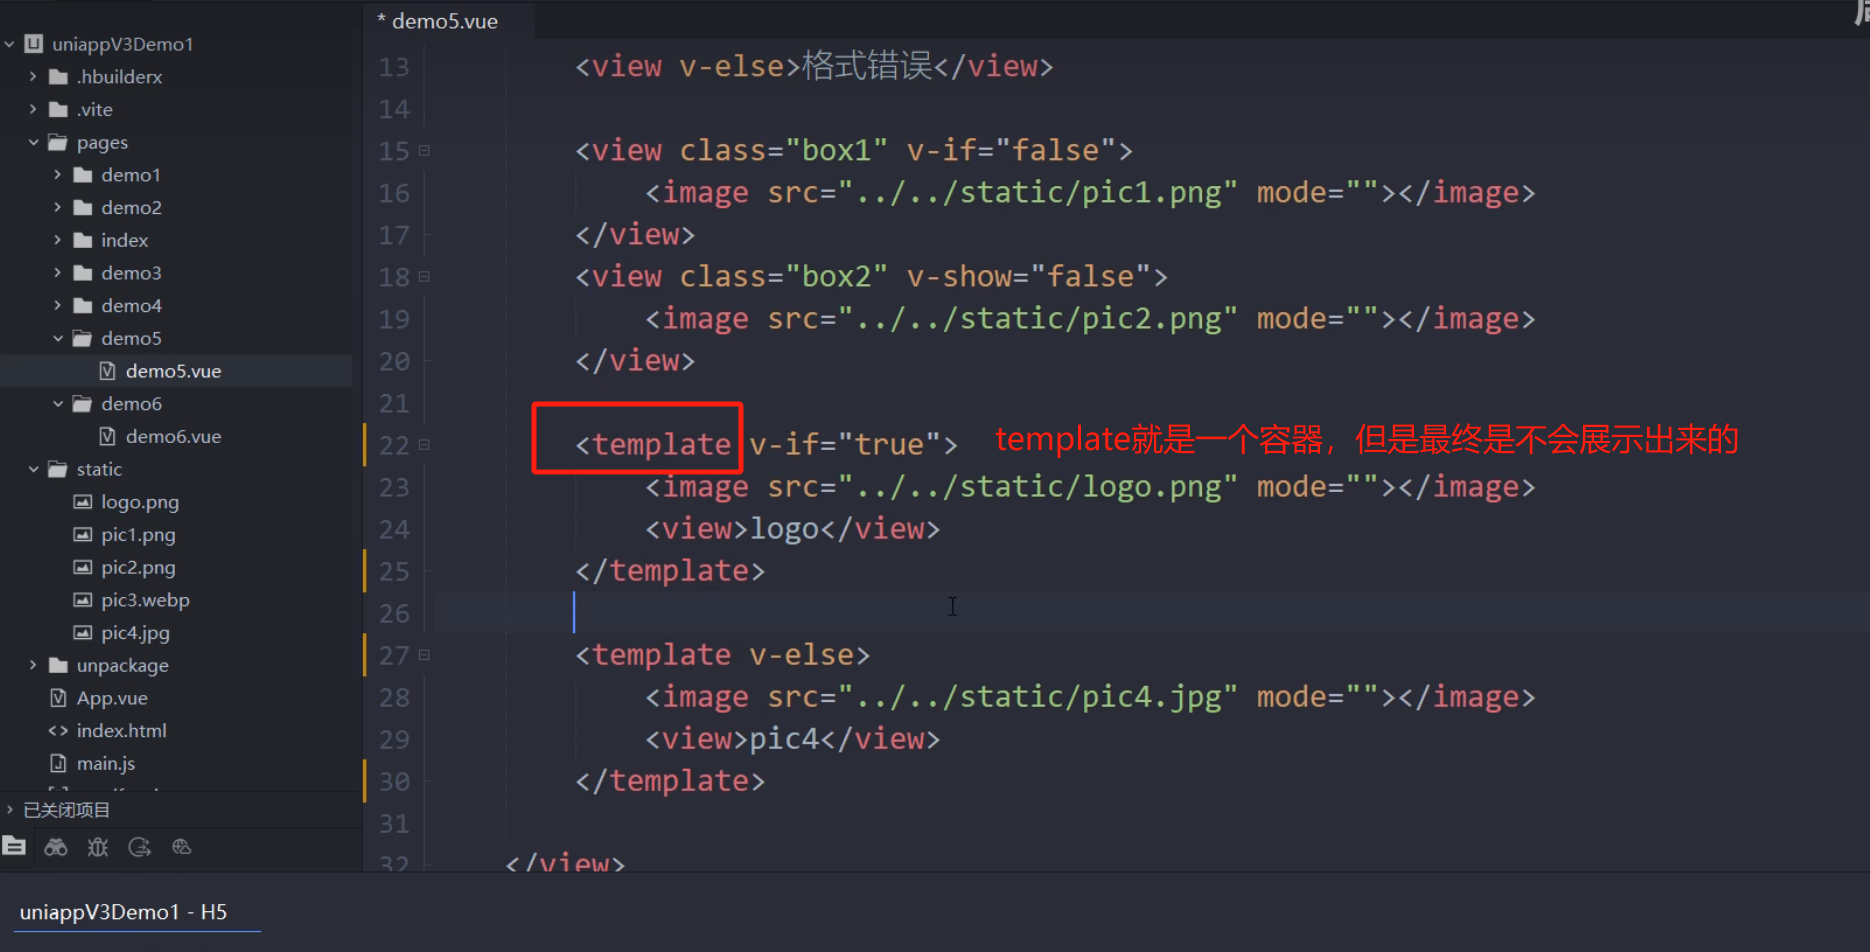 * demo5.vue
uniappV3Demo1
.hbuilderx
.vite
pages
demo1
demo2
index
demo3
demo4
demo5
demo5.vue
demo6
demo6.vue
static
logo.png
pic1.png
pic2.png
pic3.webp
pic4.jpg
unpackage
App.vue
index.html
main.js
已关闭项目
13 <view v-else>格式错误</view>
14
15 <view class="box1" v-if="false">
16 <image src="../../static/pic1.png" mode=""></image>
17 </view>
18 <view class="box2" v-show="false">
19 <image src="../../static/pic2.png" mode=""></image>
20 </view>
21
22 <template v-if="true"> template就是一个容器，但是最终是不会展示出来的
23 <image src="../../static/logo.png" mode=""></image>
24 <view>logo</view>
25 </template>
26
27 <template v-else>
28 <image src="../../static/pic4.jpg" mode=""></image>
29 <view>pic4</view>
30 </template>
31
32 </view>
uniappV3Demo1 - H5